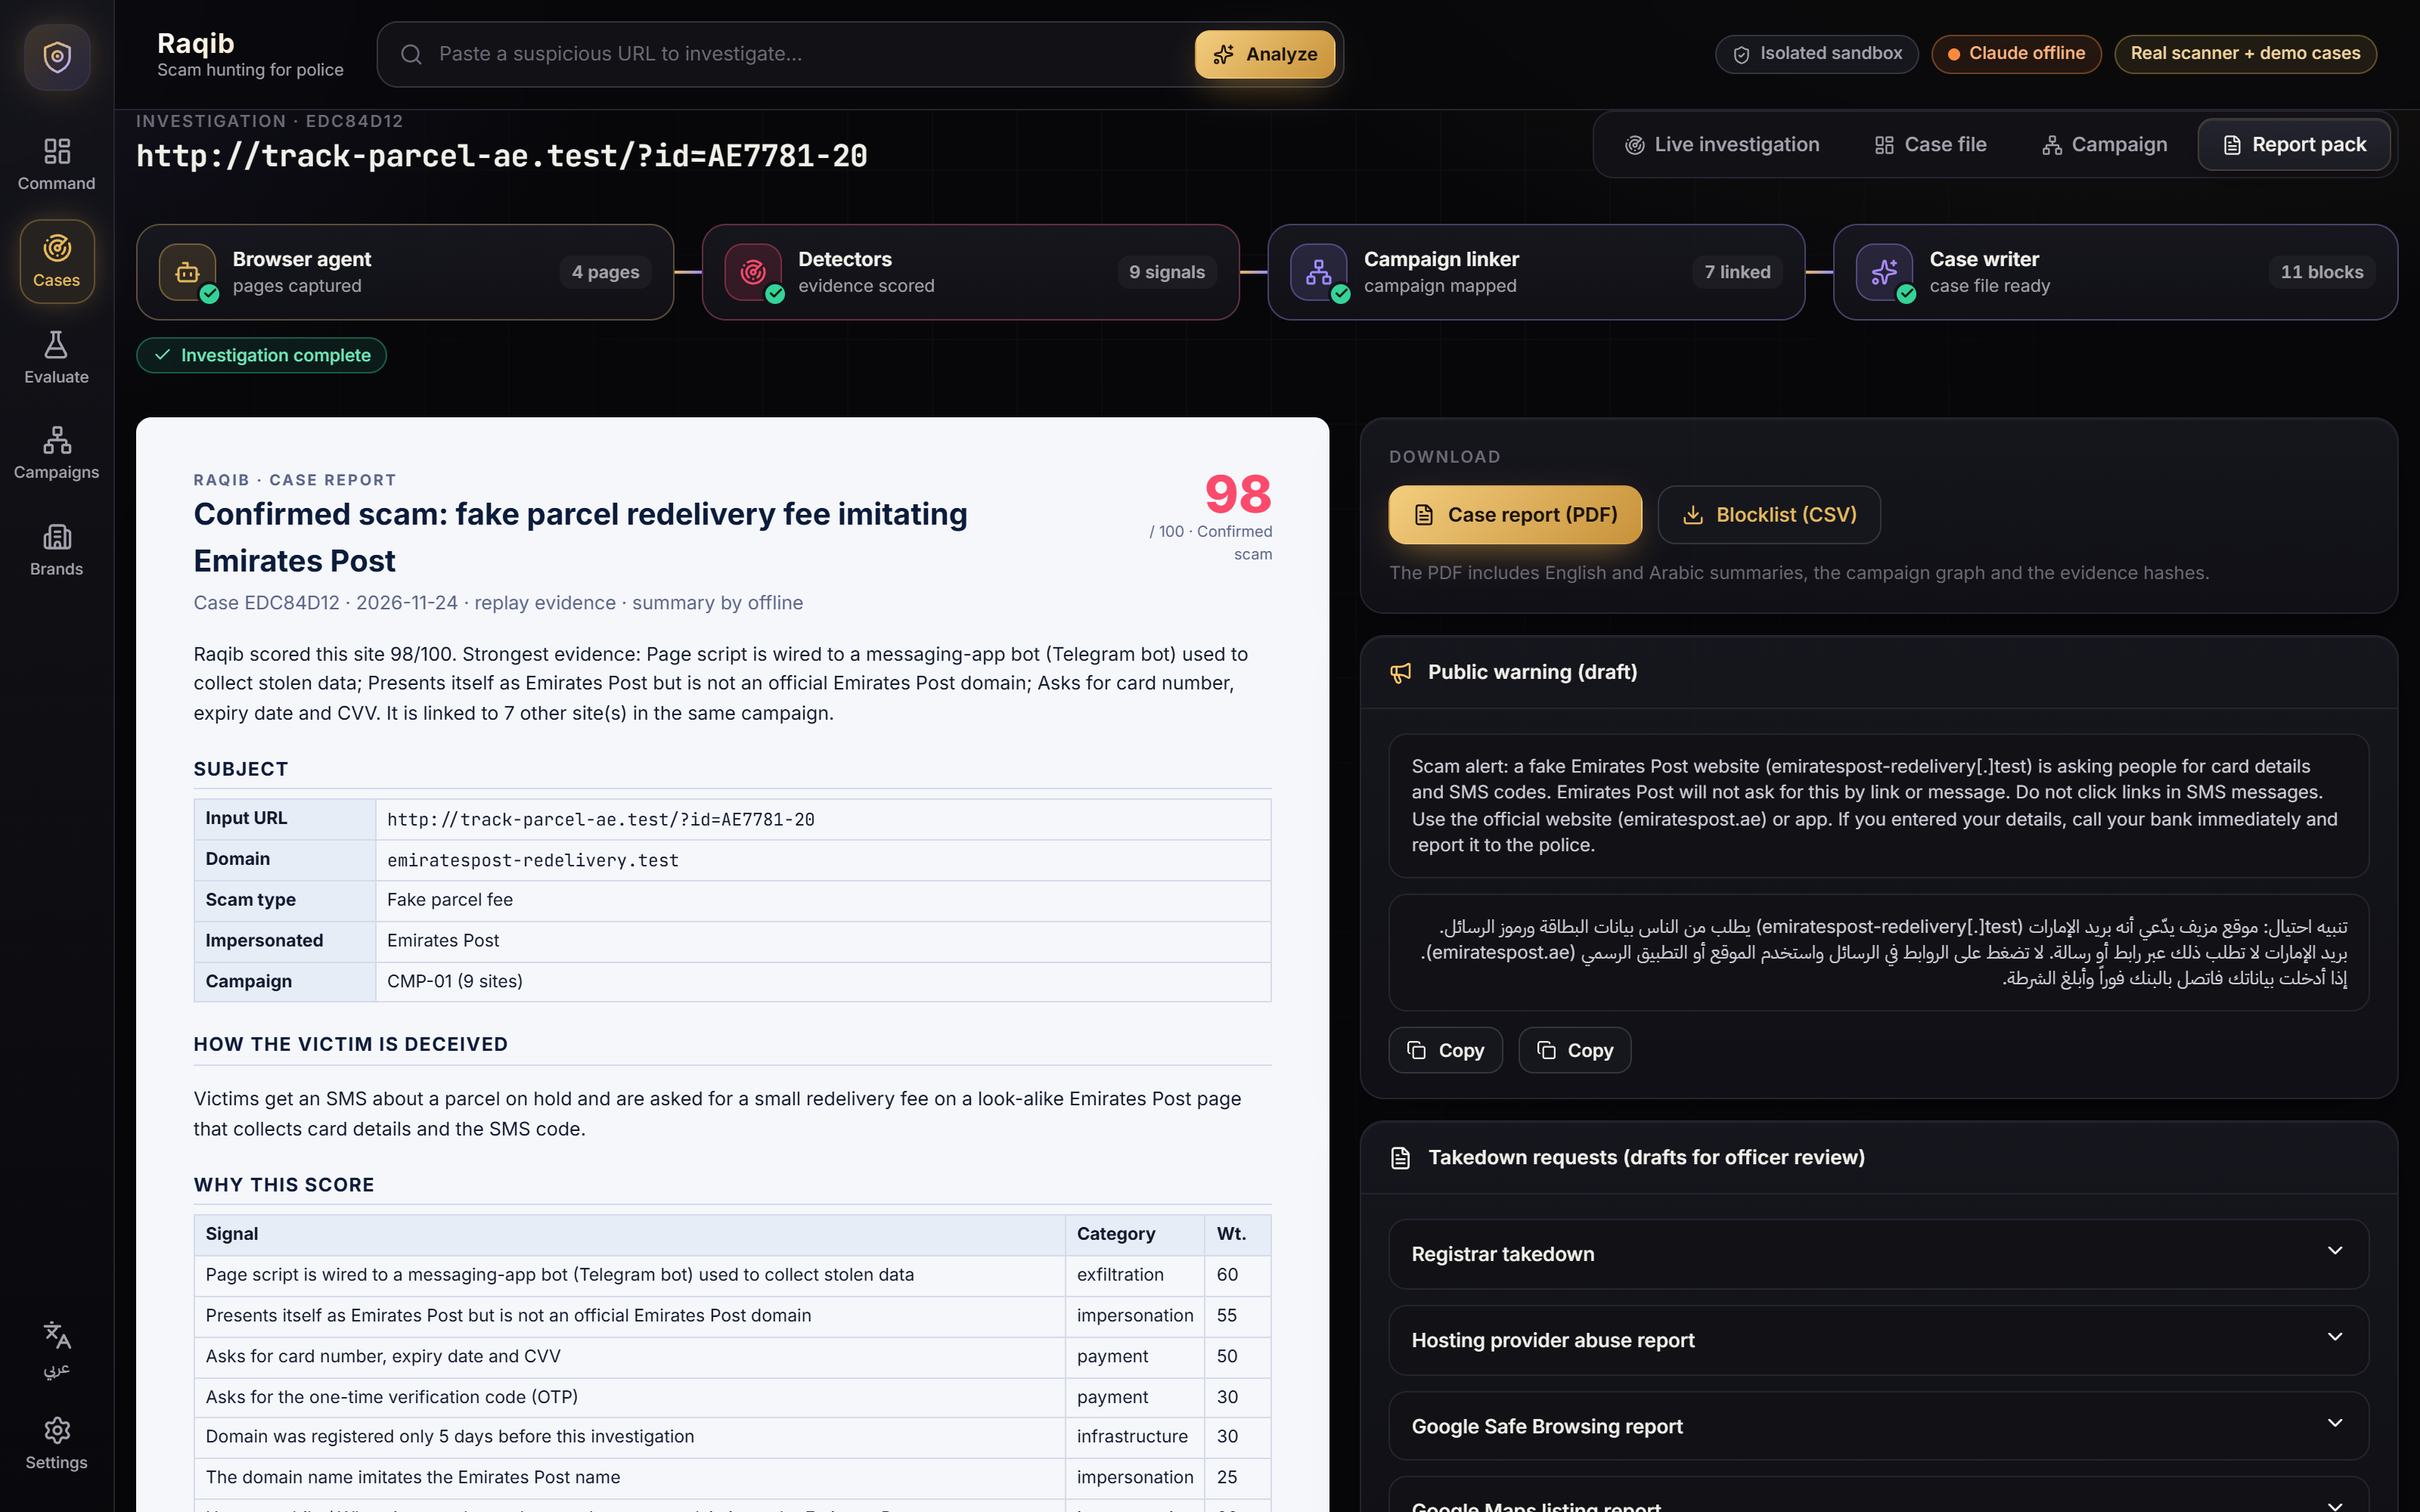 Raqib
Scam hunting for police
Paste a suspicious URL to investigate...
Analyze
Isolated sandbox
Claude offline
Real scanner + demo cases
Command
Cases
Evaluate
Campaigns
Brands
عربي
Settings
INVESTIGATION · EDC84D12
http://track-parcel-ae.test/?id=AE7781-20
Live investigation
Case file
Campaign
Report pack
Browser agent
pages captured
4 pages
Detectors
evidence scored
9 signals
Campaign linker
campaign mapped
7 linked
Case writer
case file ready
11 blocks
Investigation complete
RAQIB · CASE REPORT
Confirmed scam: fake parcel redelivery fee imitating
Emirates Post
98
/ 100 · Confirmed
scam
Case EDC84D12 · 2026-11-24 · replay evidence · summary by offline
Raqib scored this site 98/100. Strongest evidence: Page script is wired to a messaging-app bot (Telegram bot) used to
collect stolen data; Presents itself as Emirates Post but is not an official Emirates Post domain; Asks for card number,
expiry date and CVV. It is linked to 7 other site(s) in the same campaign.
SUBJECT
Input URL http://track-parcel-ae.test/?id=AE7781-20
Domain emiratespost-redelivery.test
Scam type Fake parcel fee
Impersonated Emirates Post
Campaign CMP-01 (9 sites)
HOW THE VICTIM IS DECEIVED
Victims get an SMS about a parcel on hold and are asked for a small redelivery fee on a look-alike Emirates Post page
that collects card details and the SMS code.
WHY THIS SCORE
Signal Category Wt.
Page script is wired to a messaging-app bot (Telegram bot) used to collect stolen data exfiltration 60
Presents itself as Emirates Post but is not an official Emirates Post domain impersonation 55
Asks for card number, expiry date and CVV payment 50
Asks for the one-time verification code (OTP) payment 30
Domain was registered only 5 days before this investigation infrastructure 30
The domain name imitates the Emirates Post name impersonation 25
DOWNLOAD
Case report (PDF)
Blocklist (CSV)
The PDF includes English and Arabic summaries, the campaign graph and the evidence hashes.
Public warning (draft)
Scam alert: a fake Emirates Post website (emiratespost-redelivery[.]test) is asking people for card details
and SMS codes. Emirates Post will not ask for this by link or message. Do not click links in SMS messages.
Use the official website (emiratespost.ae) or app. If you entered your details, call your bank immediately and
report it to the police.
تنبيه احتيال: موقع مزيف يدّعي أنه بريد الإمارات (emiratespost-redelivery[.]test) يطلب من الناس بيانات البطاقة ورموز الرسائل.
بريد الإمارات لا تطلب ذلك عبر رابط أو رسالة. لا تضغط على الروابط في الرسائل واستخدم الموقع أو التطبيق الرسمي (emiratespost.ae).
إذا أدخلت بياناتك فاتصل بالبنك فوراً وأبلغ الشرطة.
Copy
Copy
Takedown requests (drafts for officer review)
Registrar takedown
Hosting provider abuse report
Google Safe Browsing report
Google Maps listing report